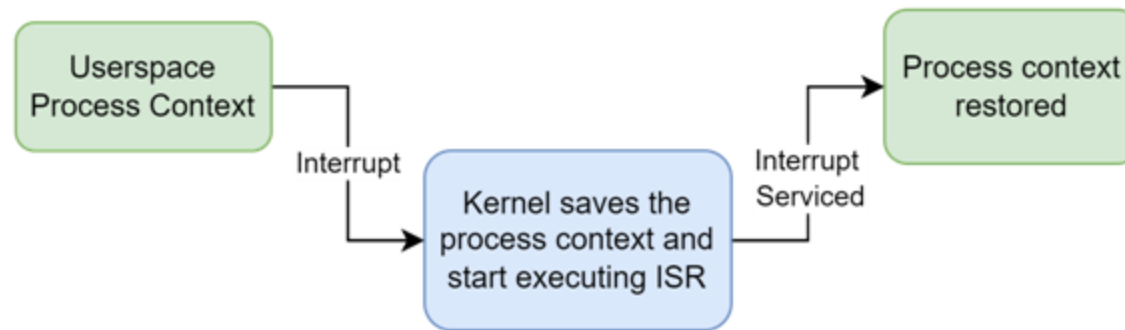 Userspace
Process Context
Interrupt
Kernel saves the
process context and
start executing ISR
Interrupt
Serviced
Process context
restored